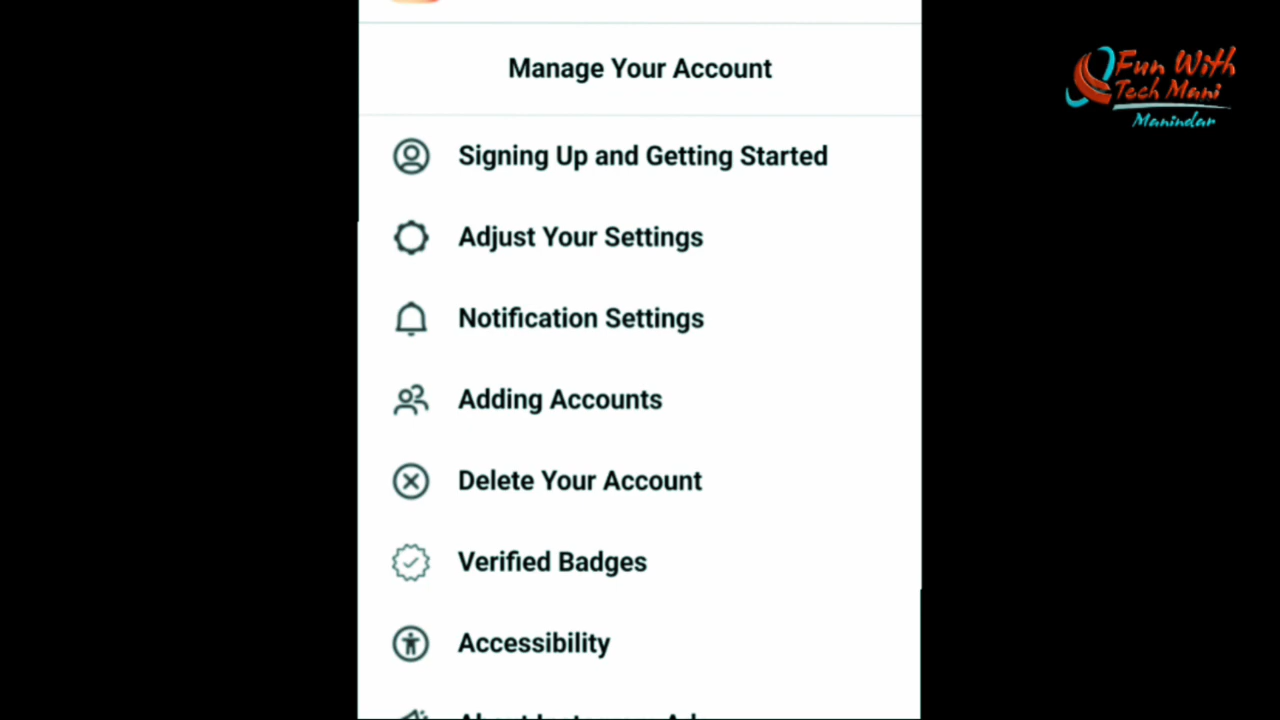 Manage Your Account
Signing Up and Getting Started
Adjust Your Settings
Notification Settings
Adding Accounts
Delete Your Account
Verified Badges
Accessibility
Fun With
Tech Mani
Manindar